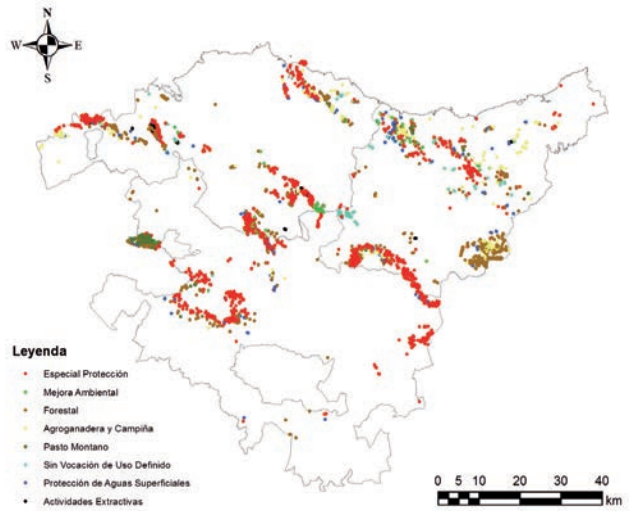 N
W E
S
Leyenda
Especial Protección
Mejora Ambiental
Forestal
Agroganadera y Campiña
Pasto Montano
Sin Vocación de Uso Definido
Protección de Aguas Superficiales
Actividades Extractivas
0 5 10 20 30 40
km